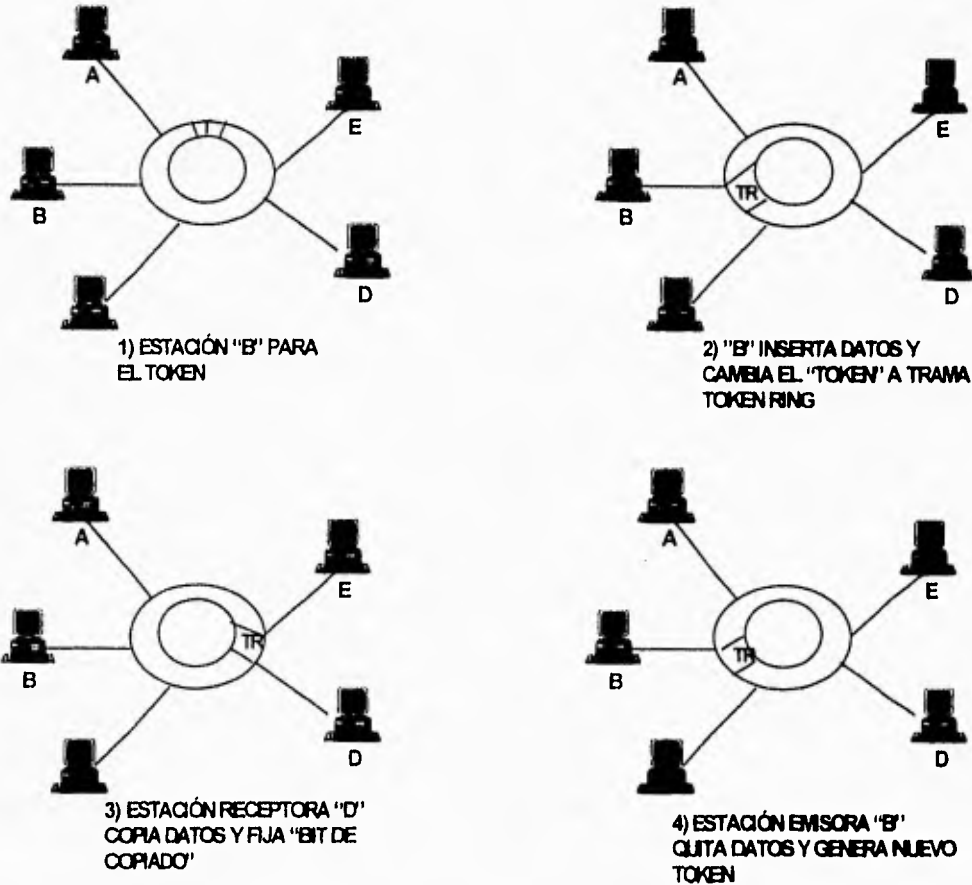 A
E
T
B
D
1) ESTACIÓN "B" PARA
EL TOKEN
A
E
TR
B
D
2) "B" INSERTA DATOS Y
CAMBIA EL "TOKEN" A TRAMA
TOKEN RING
A
E
TR
B
D
3) ESTACIÓN RECEPTORA "D"
COPIA DATOS Y FIJA "BIT DE
COPIADO"
A
E
B
TR
D
4) ESTACIÓN EMISORA "B"
QUITA DATOS Y GENERA NUEVO
TOKEN